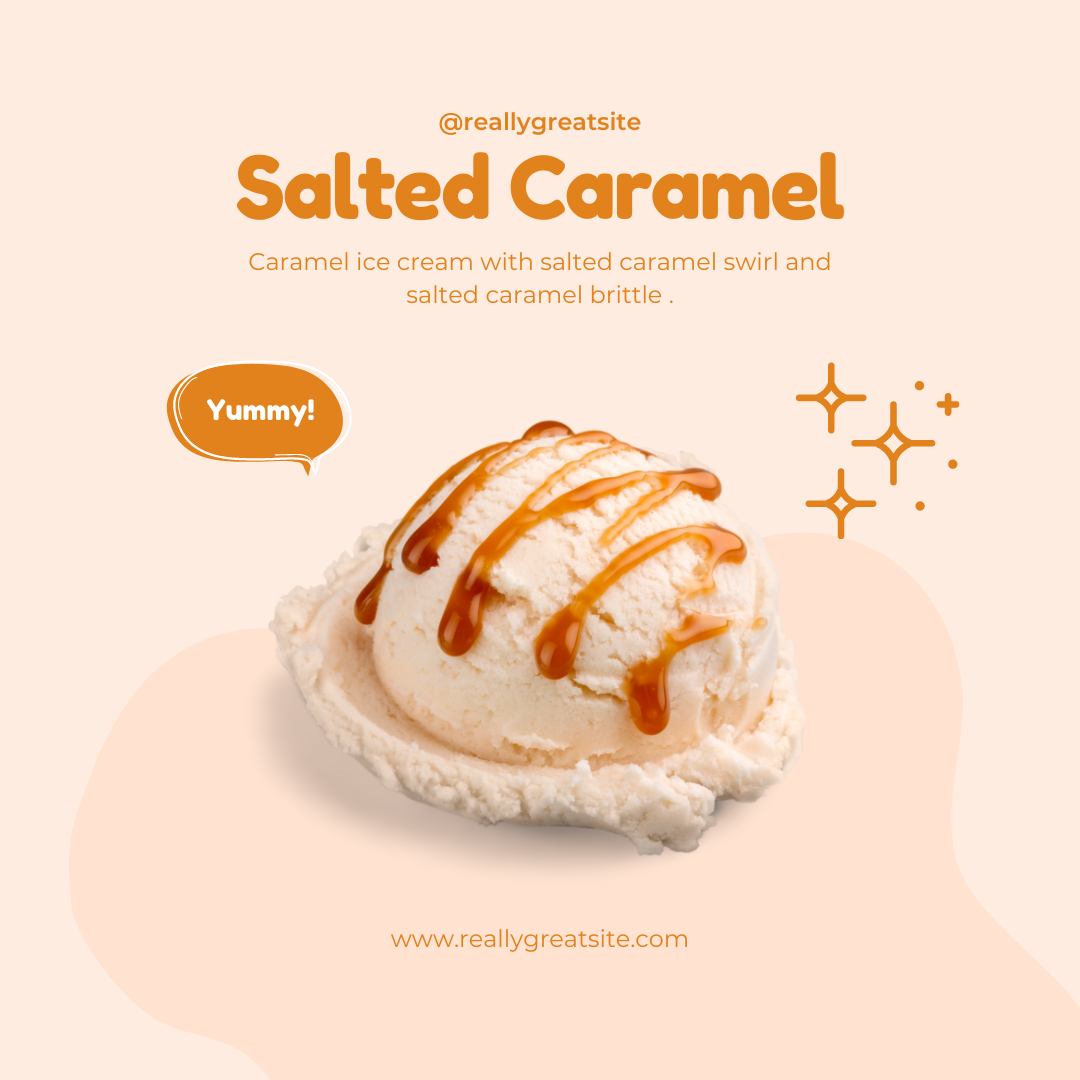 @reallygreatsite
Salted Caramel
Caramel ice cream with salted caramel swirl and
salted caramel brittle .
Yummy!
www.reallygreatsite.com